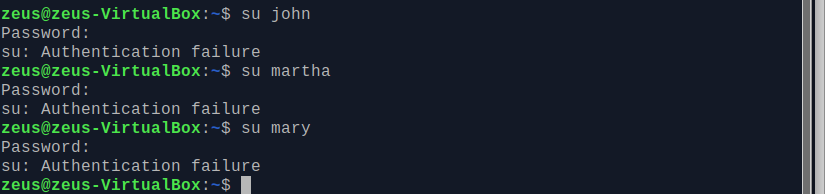 zeus@zeus-VirtualBox:~$ su john
Password:
su: Authentication failure
zeus@zeus-VirtualBox:~$ su martha
Password:
su: Authentication failure
zeus@zeus-VirtualBox:~$ su mary
Password:
su: Authentication failure
zeus@zeus-VirtualBox:~$